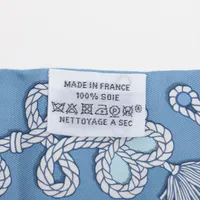 MADE IN FRANCE
100% SOIE
NETTOYAGE A SEC